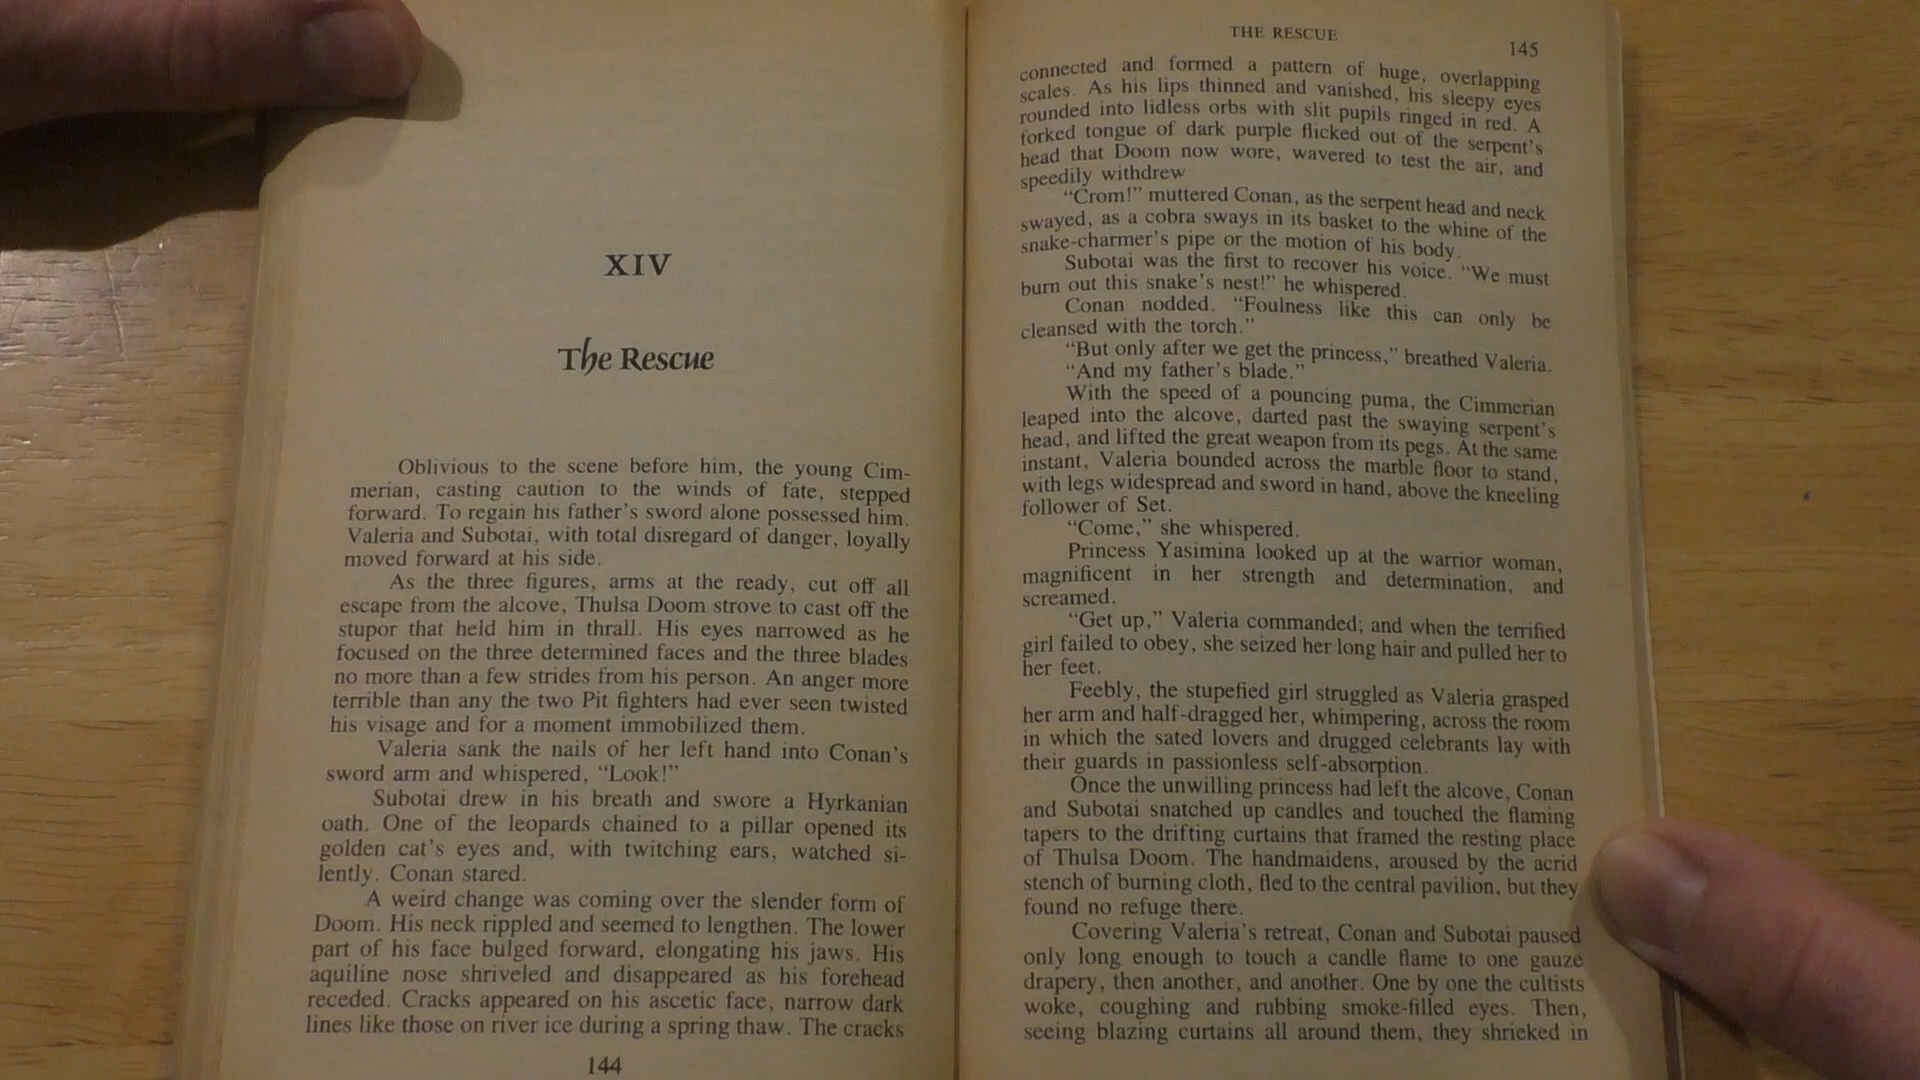 XIV
The Rescue
Oblivious to the scene before him, the young Cim-
merian, casting caution to the winds of fate, stepped
forward. To regain his father's sword alone possessed him.
Valeria and Subotai, with total disregard of danger, loyally
moved forward at his side.
As the three figures, arms at the ready, cut off all
escape from the alcove, Thulsa Doom strove to cast off the
stupor that held him in thrall. His eyes narrowed as he
focused on the three determined faces and the three blades
no more than a few strides from his person. An anger more
terrible than any the two Pit fighters had ever seen twisted
his visage and for a moment immobilized them.
Valeria sank the nails of her left hand into Conan's
sword arm and whispered, "Look!"
Subotai drew in his breath and swore a Hyrkanian
oath. One of the leopards chained to a pillar opened its
golden cat's eyes and, with twitching ears, watched si-
lently. Conan stared.
A weird change was coming over the slender form of
Doom. His neck rippled and seemed to lengthen. The lower
part of his face bulged forward, elongating his jaws. His
aquiline nose shriveled and disappeared as his forehead
receded. Cracks appeared on his ascetic face, narrow dark
lines like those on river ice during a spring thaw. The cracks
144
THE RESCUE
145
connected and formed a pattern of huge, overlapping
scales. As his lips thinned and vanished, his sleepy eyes
rounded into lidless orbs with slit pupils ringed in red. A
forked tongue of dark purple flicked out of the serpent's
head that Doom now wore, wavered to test the air, and
speedily withdrew
"Crom!" muttered Conan, as the serpent head and neck
swayed, as a cobra sways in its basket to the whine of the
snake-charmer's pipe or the motion of his body.
Subotai was the first to recover his voice. "We must
burn out this snake's nest!" he whispered.
Conan nodded. "Foulness like this can only be
cleansed with the torch."
"But only after we get the princess," breathed Valeria.
"And my father's blade."
With the speed of a pouncing puma, the Cimmerian
leaped into the alcove, darted past the swaying serpent's
head, and lifted the great weapon from its pegs. At the same
instant, Valeria bounded across the marble floor to stand,
with legs widespread and sword in hand, above the kneeling
follower of Set.
"Come," she whispered.
Princess Yasimina looked up at the warrior woman,
magnificent in her strength and determination, and
screamed.
"Get up," Valeria commanded; and when the terrified
girl failed to obey, she seized her long hair and pulled her to
her feet.
Feebly, the stupefied girl struggled as Valeria grasped
her arm and half-dragged her, whimpering, across the room
in which the sated lovers and drugged celebrants lay with
their guards in passionless self-absorption.
Once the unwilling princess had left the alcove, Conan
and Subotai snatched up candles and touched the flaming
tapers to the drifting curtains that framed the resting place
of Thulsa Doom. The handmaidens, aroused by the acrid
stench of burning cloth, fled to the central pavilion, but they
found no refuge there.
Covering Valeria's retreat, Conan and Subotai paused
only long enough to touch a candle flame to one gauze
drapery, then another, and another. One by one the cultists
woke, coughing and rubbing smoke-filled eyes. Then,
seeing blazing curtains all around them, they shrieked in